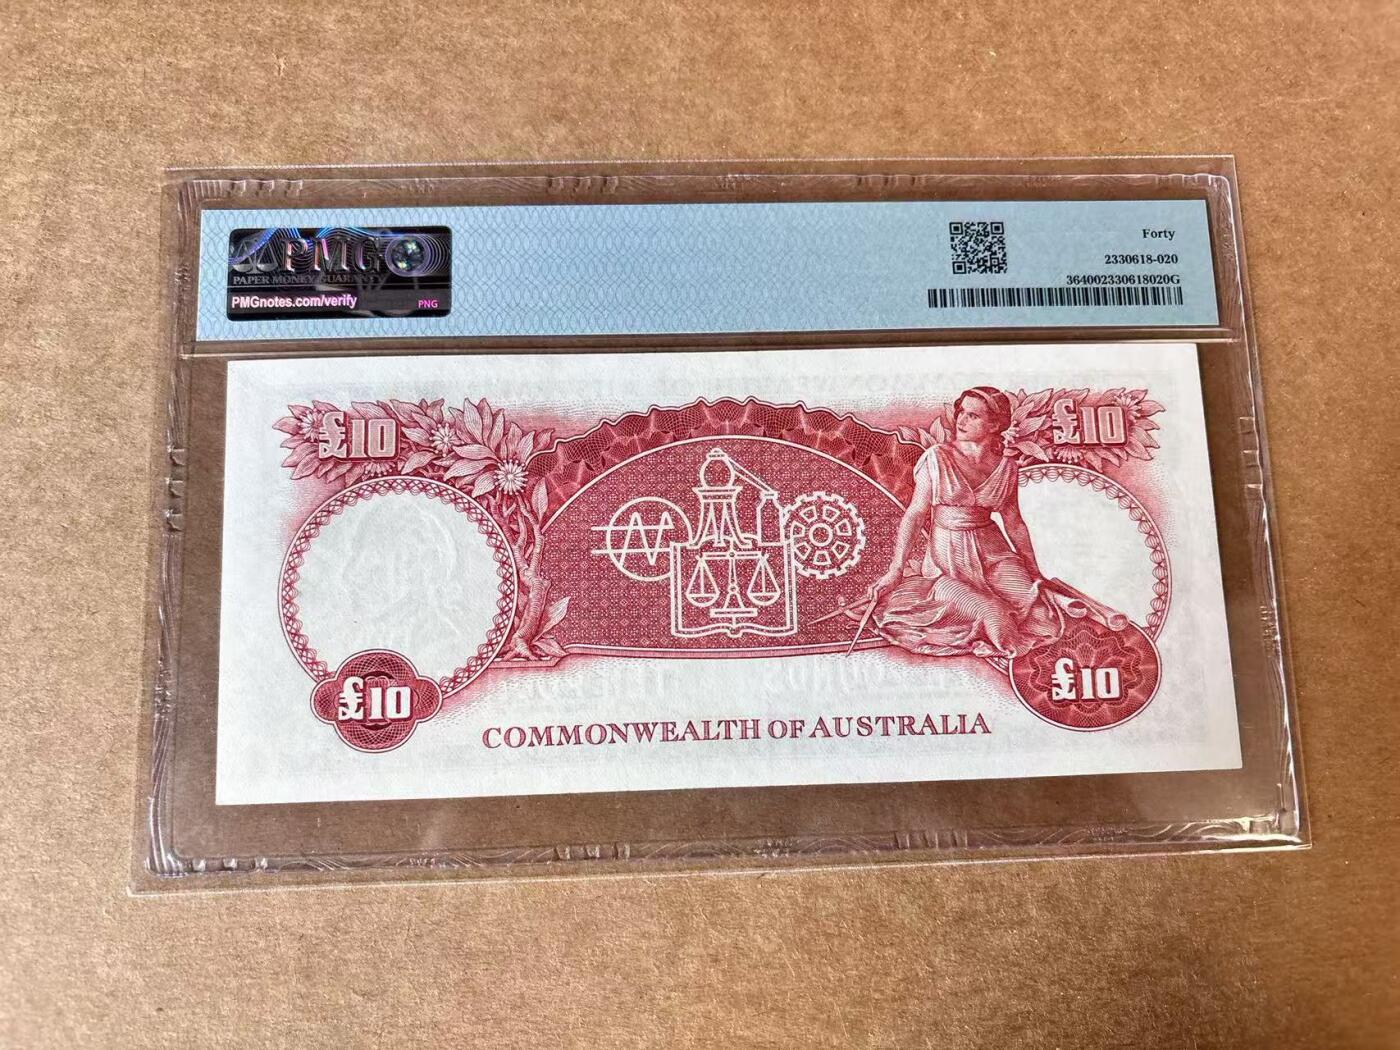 PMG
PAPER MONEY GUARANTY
PMGnotes.com/verify
PNG
Forty
2330618-020
364002330618020G
£10
£10
£10
£10
COMMONWEALTH OF AUSTRALIA